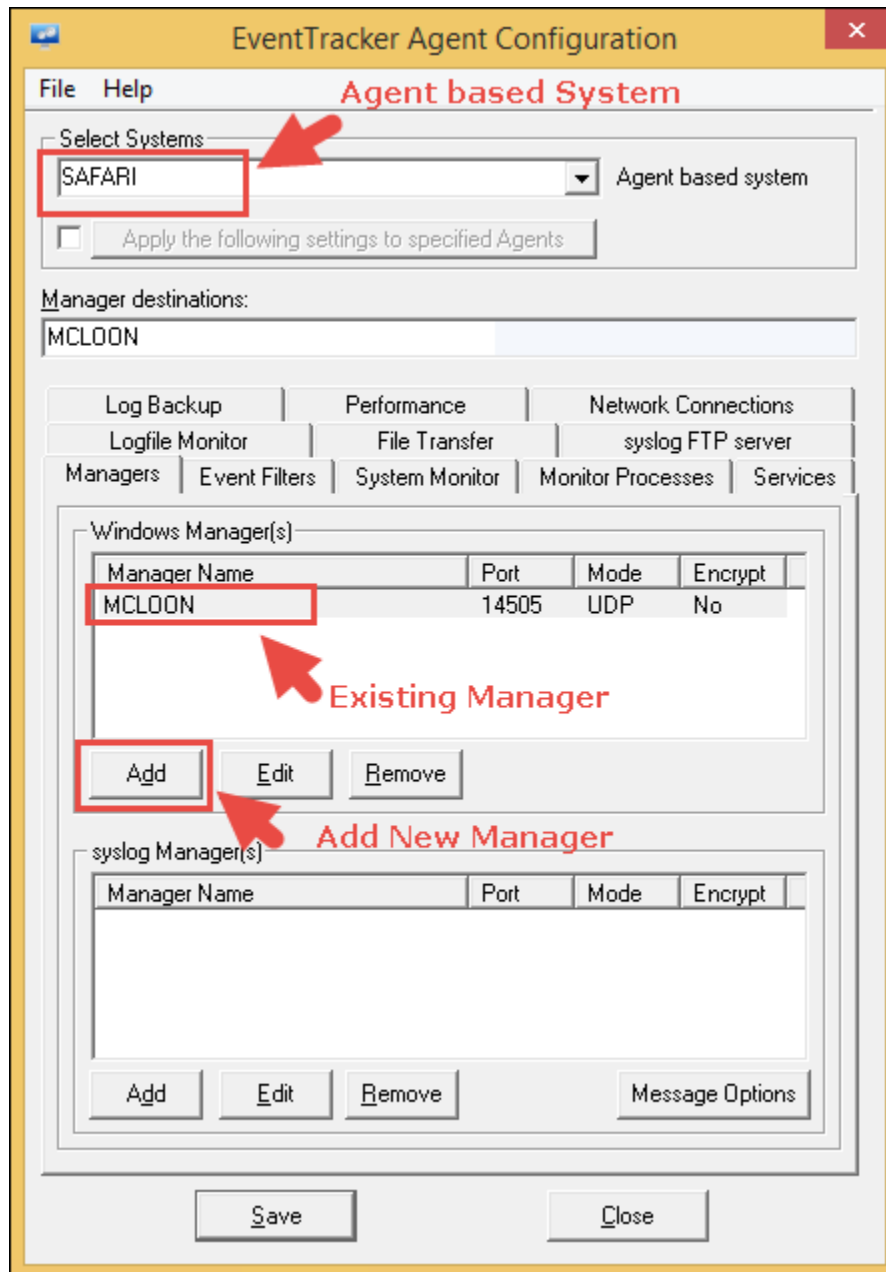 EventTracker Agent Configuration
File Help
Agent based System
Select Systems
SAFARI
Agent based system
Apply the following settings to specified Agents
Manager destinations:
MCLOON
Log Backup Performance Network Connections
Logfile Monitor File Transfer syslog FTP server
Managers Event Filters System Monitor Monitor Processes Services
Windows Manager(s)
Manager Name Port Mode Encrypt
MCLOON 14505 UDP No
Existing Manager
Add Edit Remove
Add New Manager
syslog Manager(s)
Manager Name Port Mode Encrypt
Add Edit Remove Message Options
Save Close